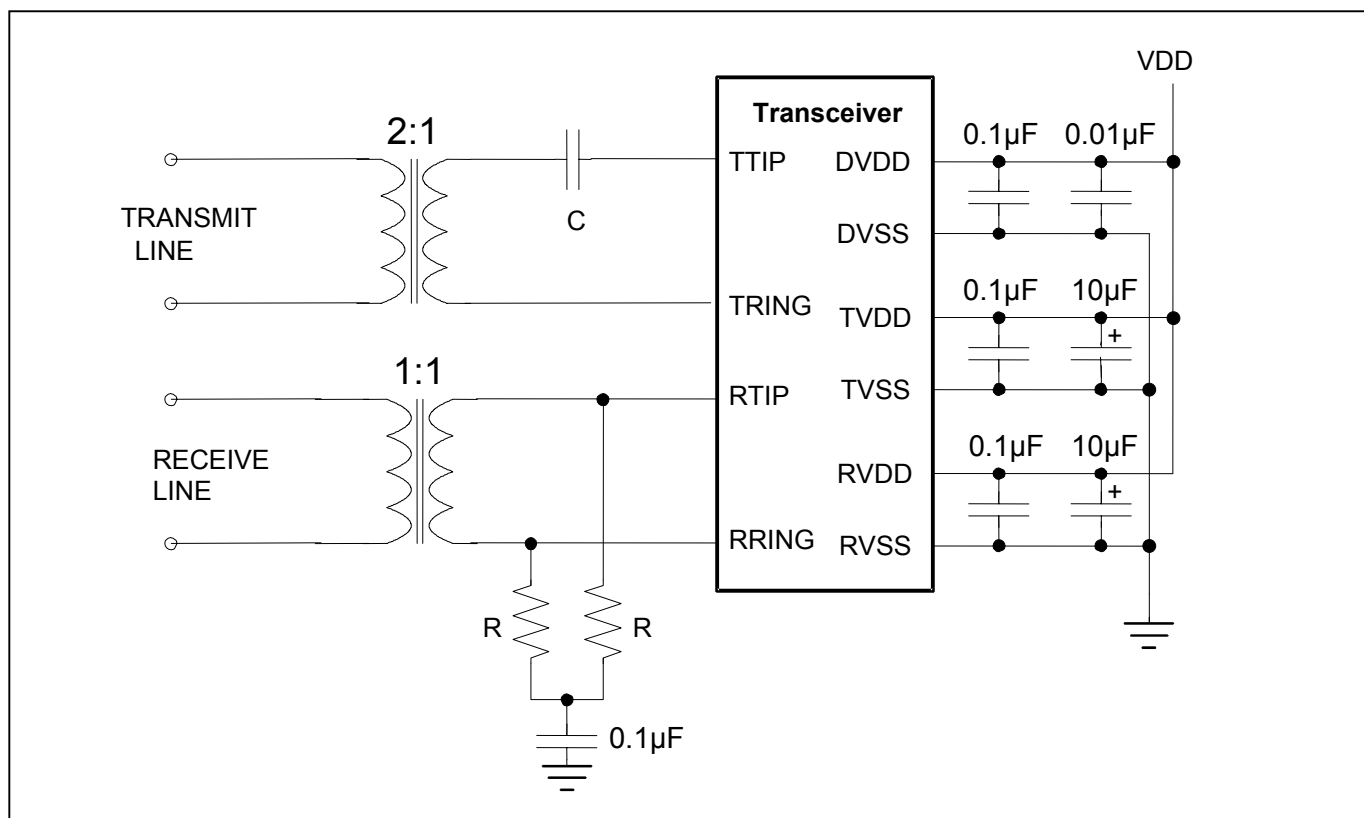 VDD
Transceiver
2:1
0.1µF
0.01µF
TTIP
DVDD
TRANSMIT
LINE
C
DVSS
TRING
0.1µF
10µF
TVDD
+
1:1
RTIP
TVSS
RECEIVE
LINE
0.1µF
10µF
RVDD
+
RRING
RVSS
R
R
0.1µF